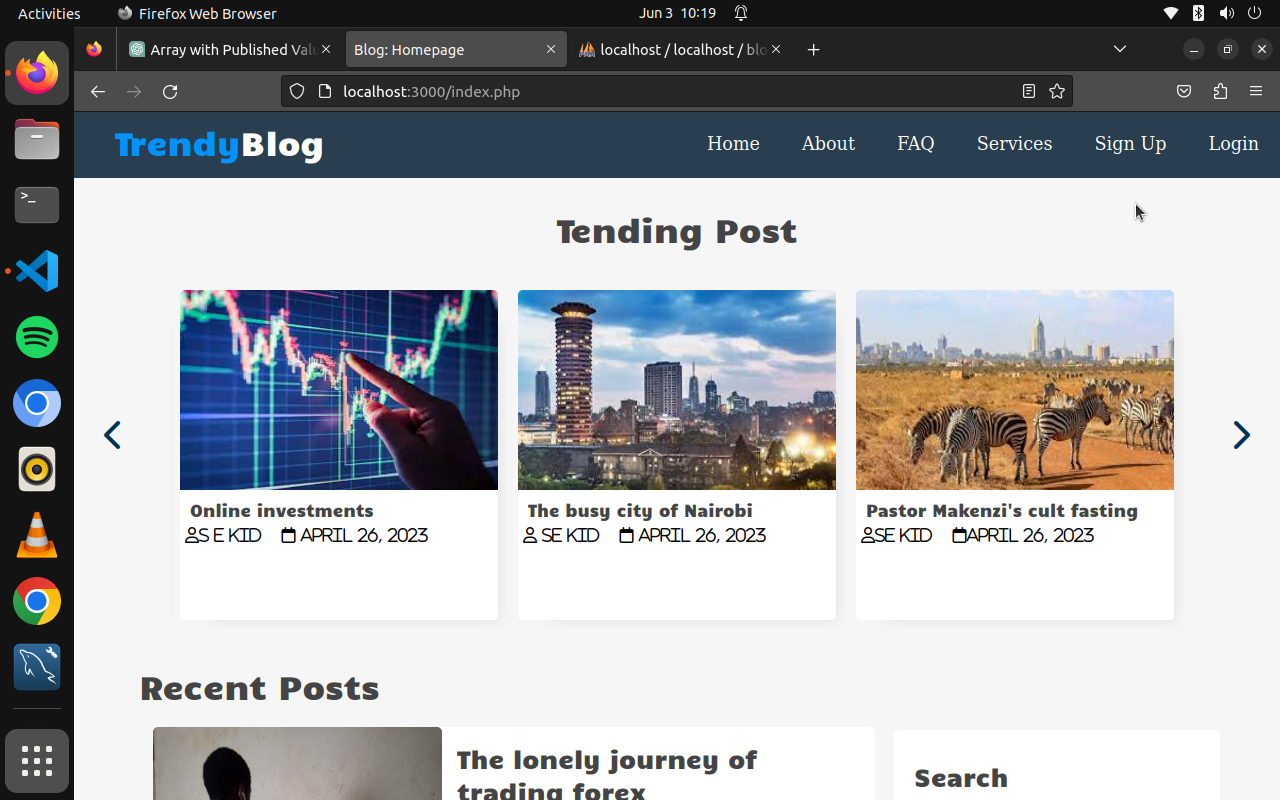 Activities
Firefox Web Browser
Jun 3 10:19
Array with Published Valu
Blog: Homepage
localhost / localhost / blo
localhost:3000/index.php
TrendyBlog
Home
About
FAQ
Services
Sign Up
Login
Tending Post
Online investments
S E KID APRIL 26, 2023
The busy city of Nairobi
SE KID APRIL 26, 2023
Pastor Makenzi's cult fasting
SE KID APRIL 26, 2023
Recent Posts
The lonely journey of
trading forex
Search